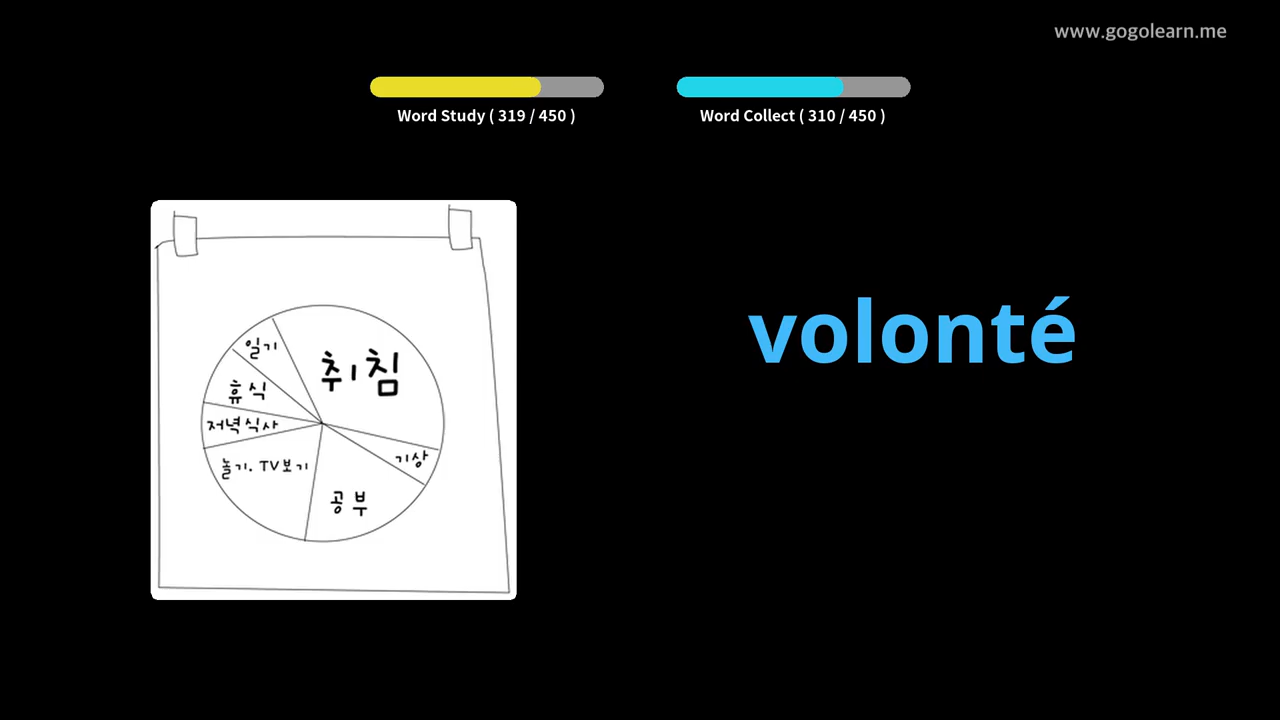 www.gogolearn.me
Word Study ( 319 / 450 )
Word Collect ( 310 / 450 )
일기
취침
휴식
저녁식사
놀기. TV보기
기상
공부
volonté